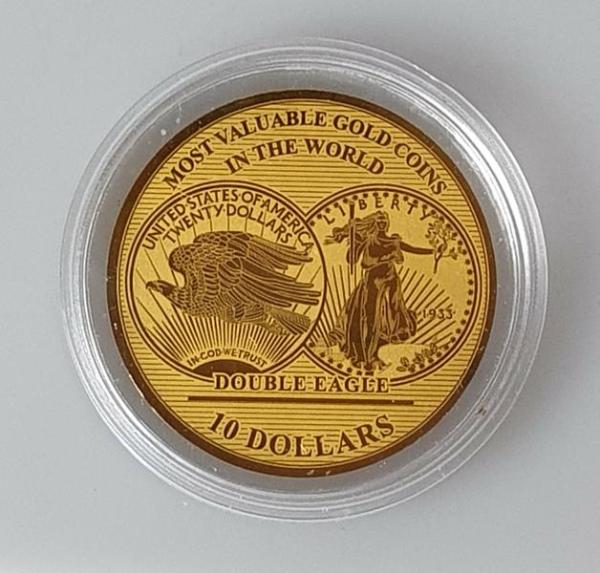 MOST VALUABLE GOLD COINS
IN THE WORLD
UNITED·STATES·OF·AMERICA
TWENTY·DOLLARS
IN·GOD·WE·TRUST
LIBERTY
1933
DOUBLE EAGLE
10 DOLLARS